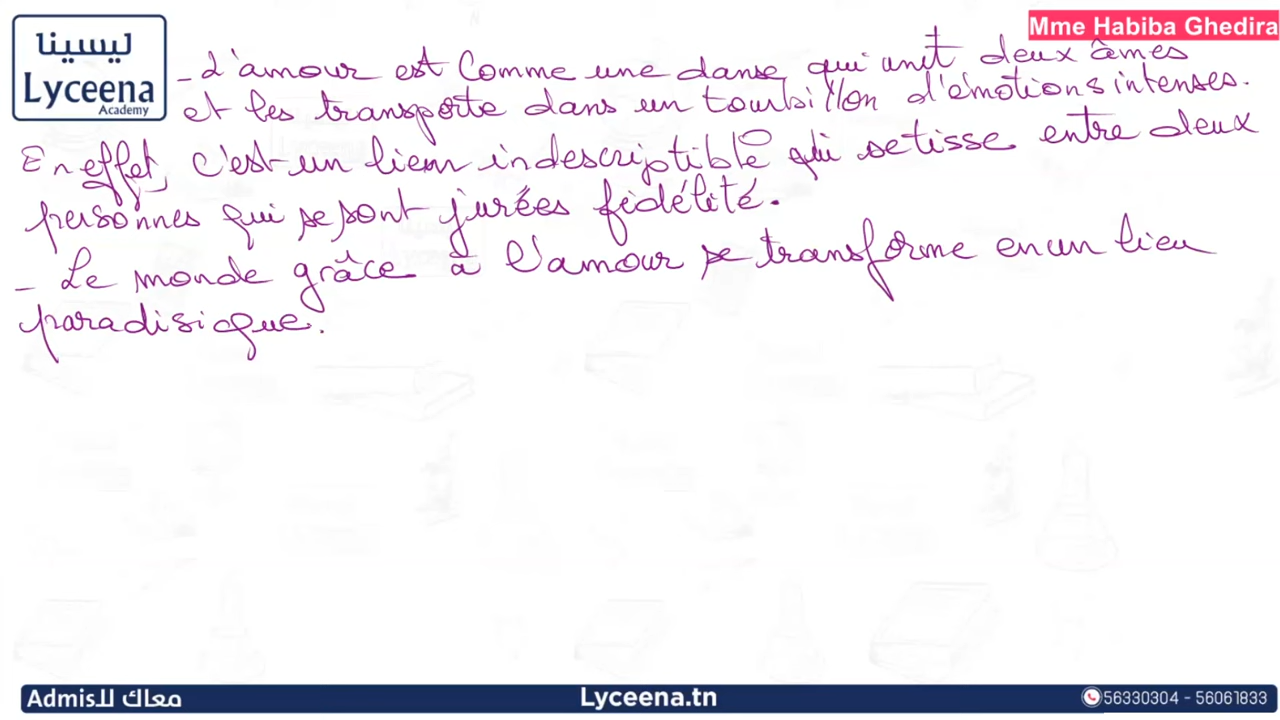 ليسينا
Lyceena
Academy
Mme Habiba Ghedira
- L'amour est comme une danse qui unit deux âmes
et les transporte dans un tourbillon d'émotions intenses.
En effet, c'est un lien indescriptible qui se tisse entre deux
personnes qui se sont jurées fidélité.
- Le monde grâce à l'amour se transforme en un lieu
paradisiaque.
Admis معاك للـ
Lyceena.tn
56330304 - 56061833